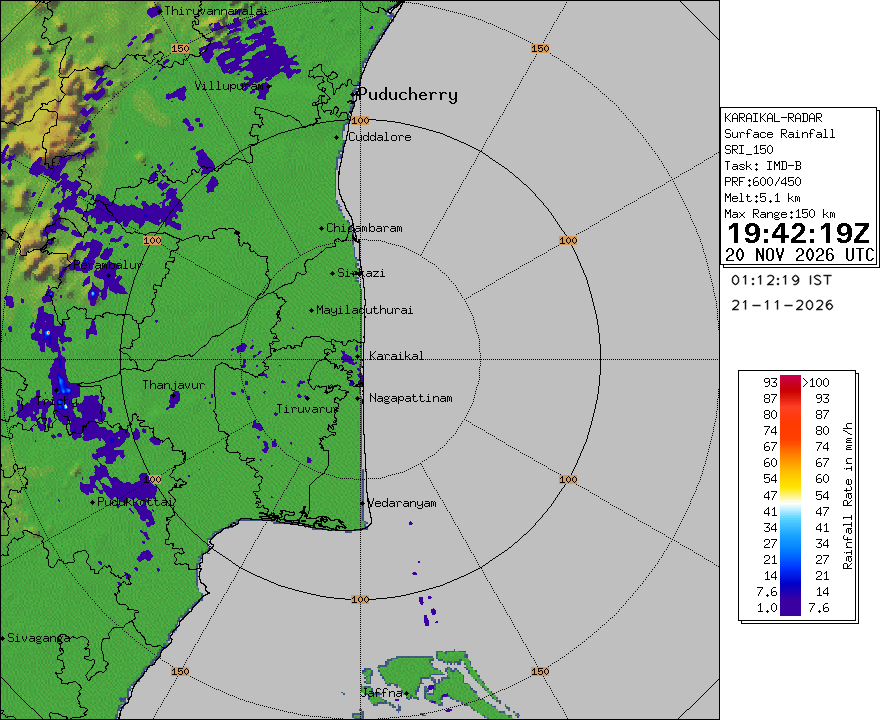 Thiruvannamalai
150
150
Villupuram
Puducherry
100
Cuddalore
Chidambaram
100
100
Perambalur
Sirkazi
Mayiladuthurai
Karaikal
Thanjavur
Nagapattinam
Trichy
Tiruvarur
100
100
Pudukkottai
Vedaranyam
100
Sivaganga
150
150
Jaffna
KARAIKAL-RADAR
Surface Rainfall
SRI_150
Task: IMD-B
PRF:600/450
Melt:5.1 km
Max Range:150 km
19:42:19Z
20 NOV 2026 UTC
01:12:19 IST
21-11-2026
93 >100
87 93
80 87
74 80
67 74
60 67
54 60
47 54
41 47
34 41
27 34
21 27
14 21
7.6 14
1.0 7.6
Rainfall Rate in mm/h